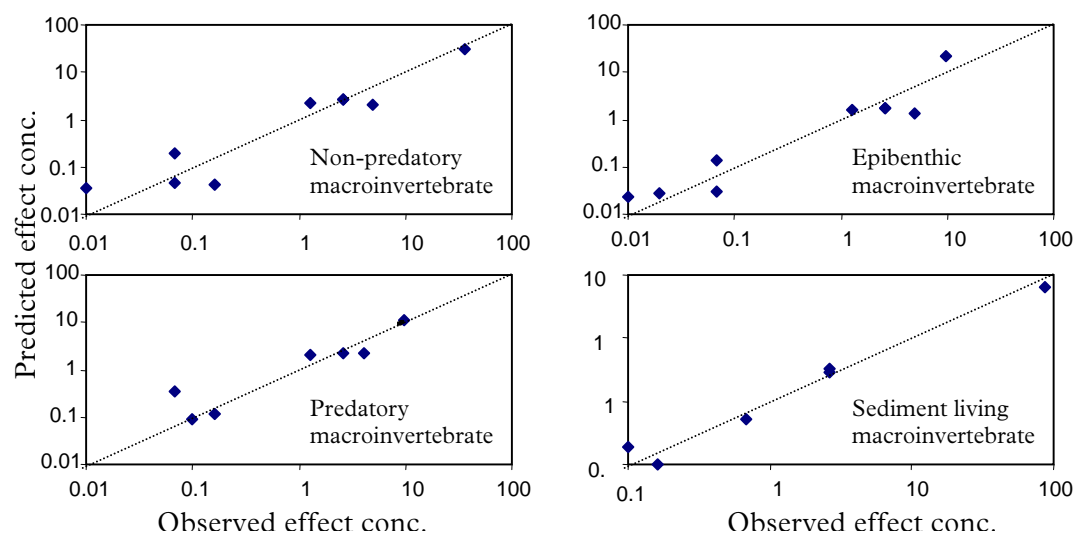 Predicted effect conc.
100
10
1
0.1
0.01
0.01 0.1 1 10 100
Non-predatory
macroinvertebrate
100
10
1
0.1
0.01
0.01 0.1 1 10 100
Epibenthic
macroinvertebrate
100
10
1
0.1
0.01
0.01 0.1 1 10 100
Predatory
macroinvertebrate
Observed effect conc.
10
1
1
0.
0.1 1 10 100
Sediment living
macroinvertebrate
Observed effect conc.